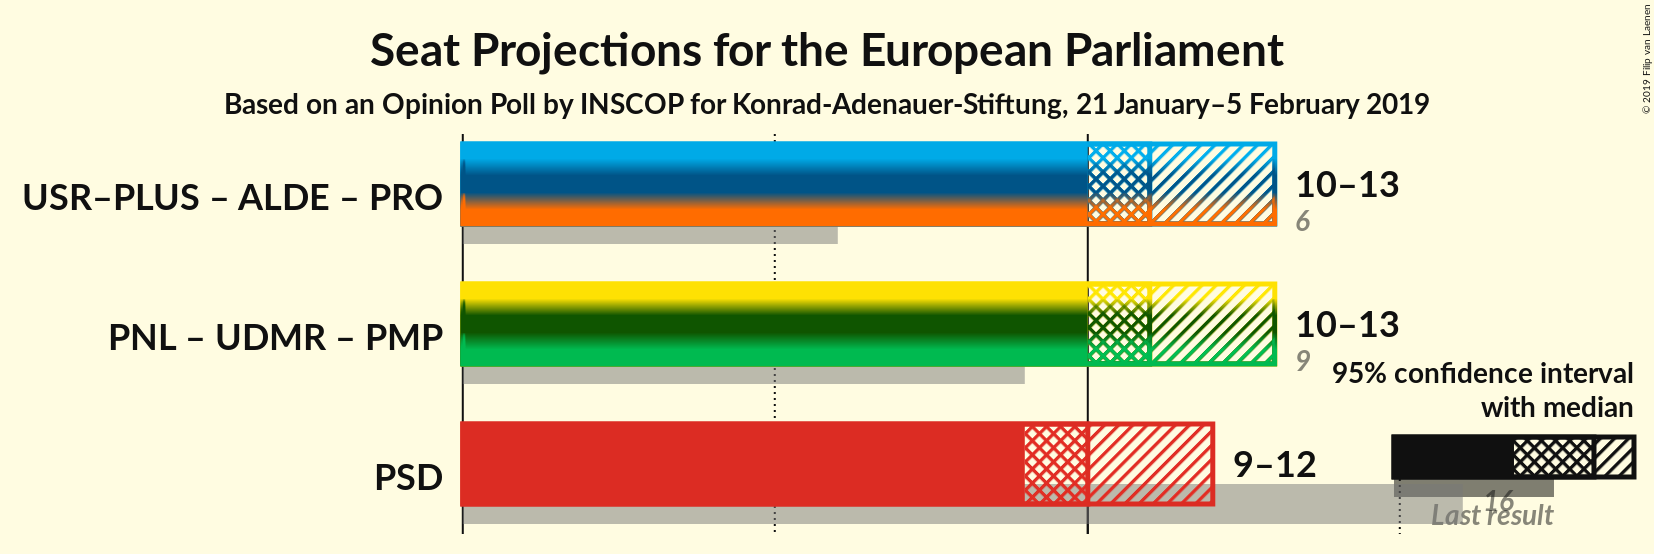 Seat Projections for the European Parliament
Based on an Opinion Poll by INSCOP for Konrad-Adenauer-Stiftung, 21 January–5 February 2019
© 2019 Filip van Laenen
USR–PLUS – ALDE – PRO
10–13
6
PNL – UDMR – PMP
10–13
9
PSD
9–12
16
95% confidence interval
with median
Last result